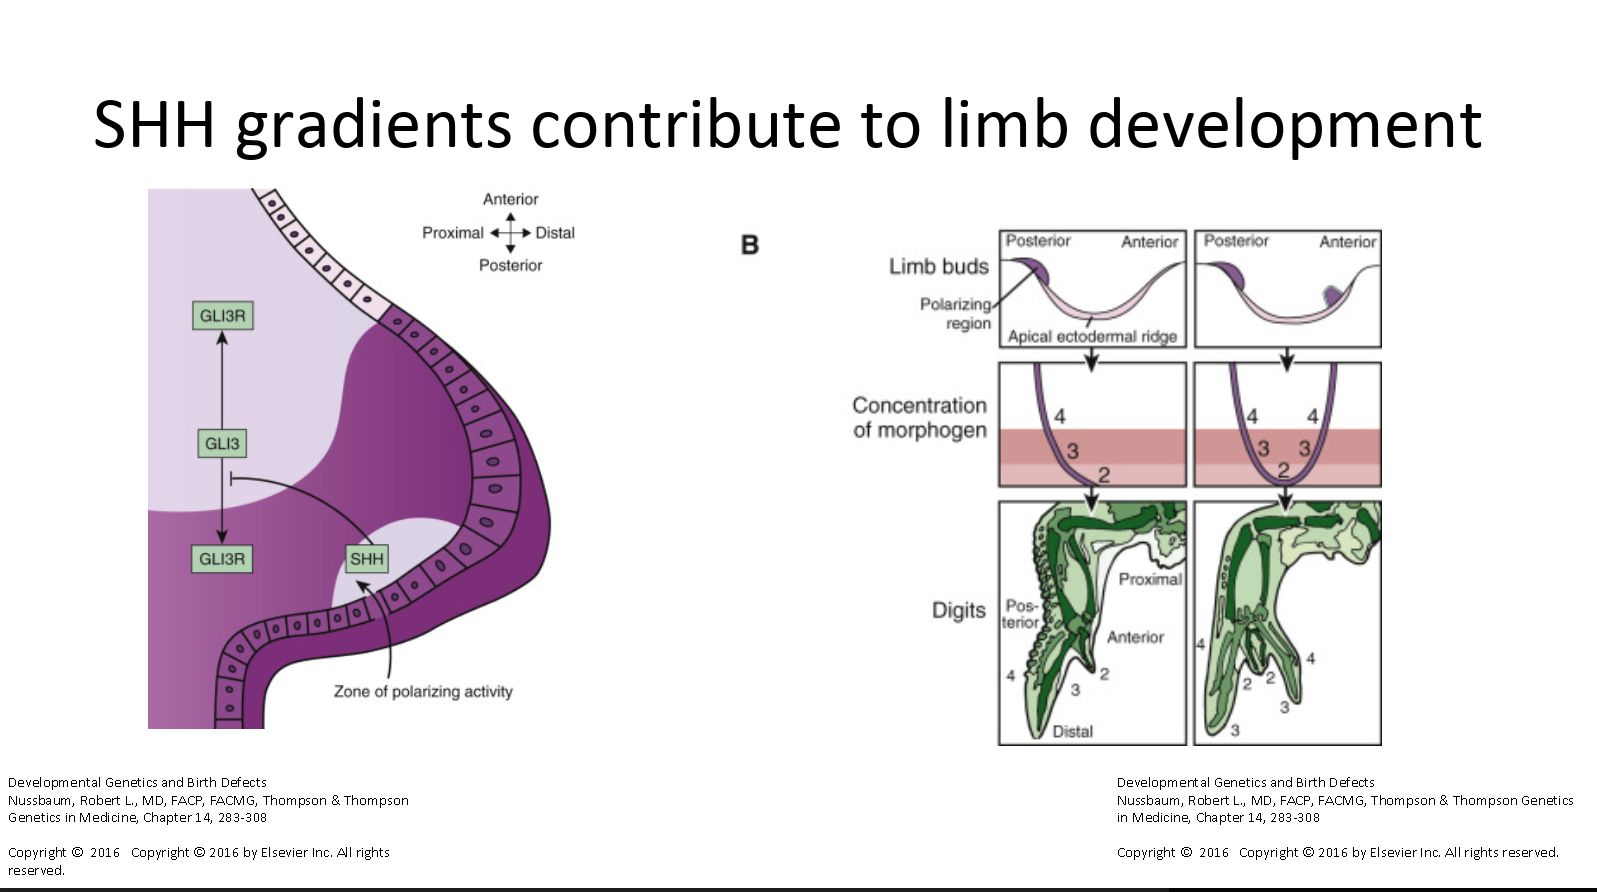 SHH gradients contribute to limb development
Anterior
Proximal Distal
Posterior
GLI3R
GLI3
GLI3R
SHH
Zone of polarizing activity
B
Posterior Anterior
Posterior Anterior
Limb buds
Polarizing
region
Apical ectodermal ridge
Concentration
of morphogen
4
3
2
4 4
3 3
2
Digits
Proximal
Pos-
terior
Anterior
4
3
2
Distal
4
2
2
4
3
3
Developmental Genetics and Birth Defects
Nussbaum, Robert L., MD, FACP, FACMG, Thompson & Thompson
Genetics in Medicine, Chapter 14, 283-308
Copyright © 2016 Copyright © 2016 by Elsevier Inc. All rights
reserved.
Developmental Genetics and Birth Defects
Nussbaum, Robert L., MD, FACP, FACMG, Thompson & Thompson Genetics
in Medicine, Chapter 14, 283-308
Copyright © 2016 Copyright © 2016 by Elsevier Inc. All rights reserved.